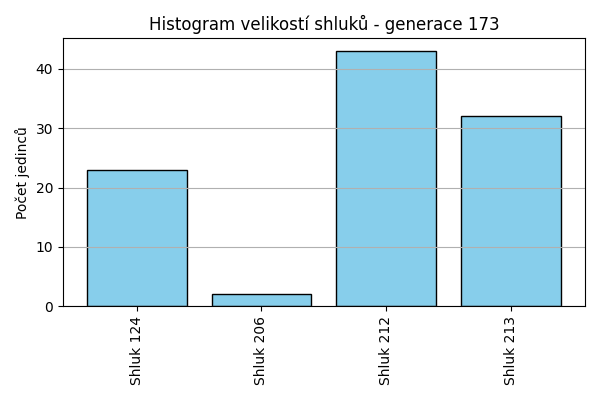 Histogram velikostí shluků - generace 173
Počet jedinců
40
30
20
10
0
Shluk 124
Shluk 206
Shluk 212
Shluk 213